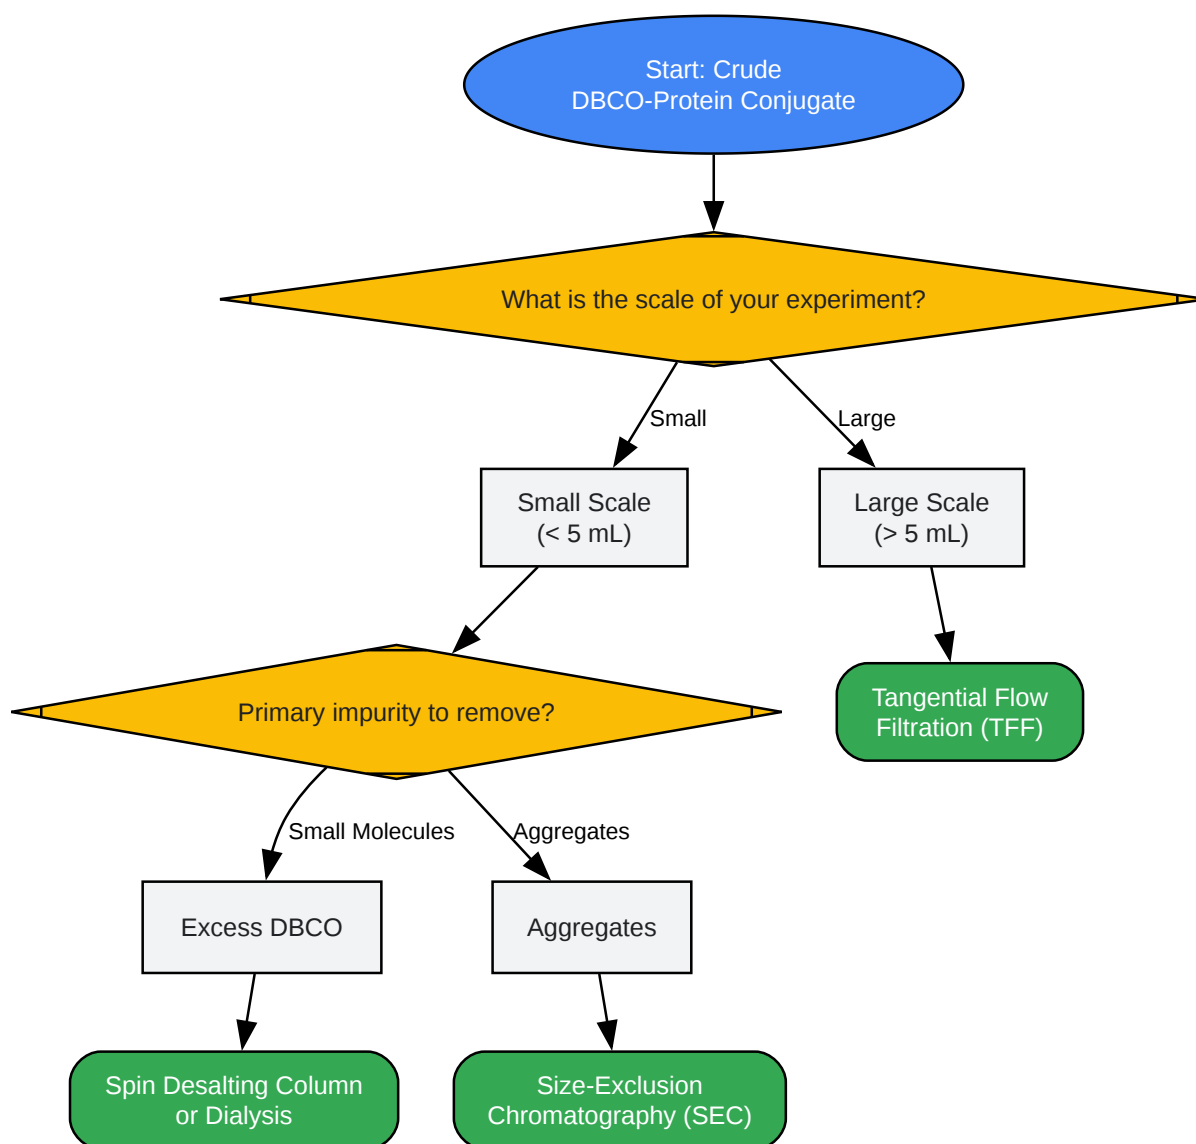 Start: Crude
DBCO-Protein Conjugate
What is the scale of your experiment?
Small
Large
Small Scale
(< 5 mL)
Large Scale
(> 5 mL)
Primary impurity to remove?
Tangential Flow
Filtration (TFF)
Small Molecules
Aggregates
Excess DBCO
Aggregates
Spin Desalting Column
or Dialysis
Size-Exclusion
Chromatography (SEC)